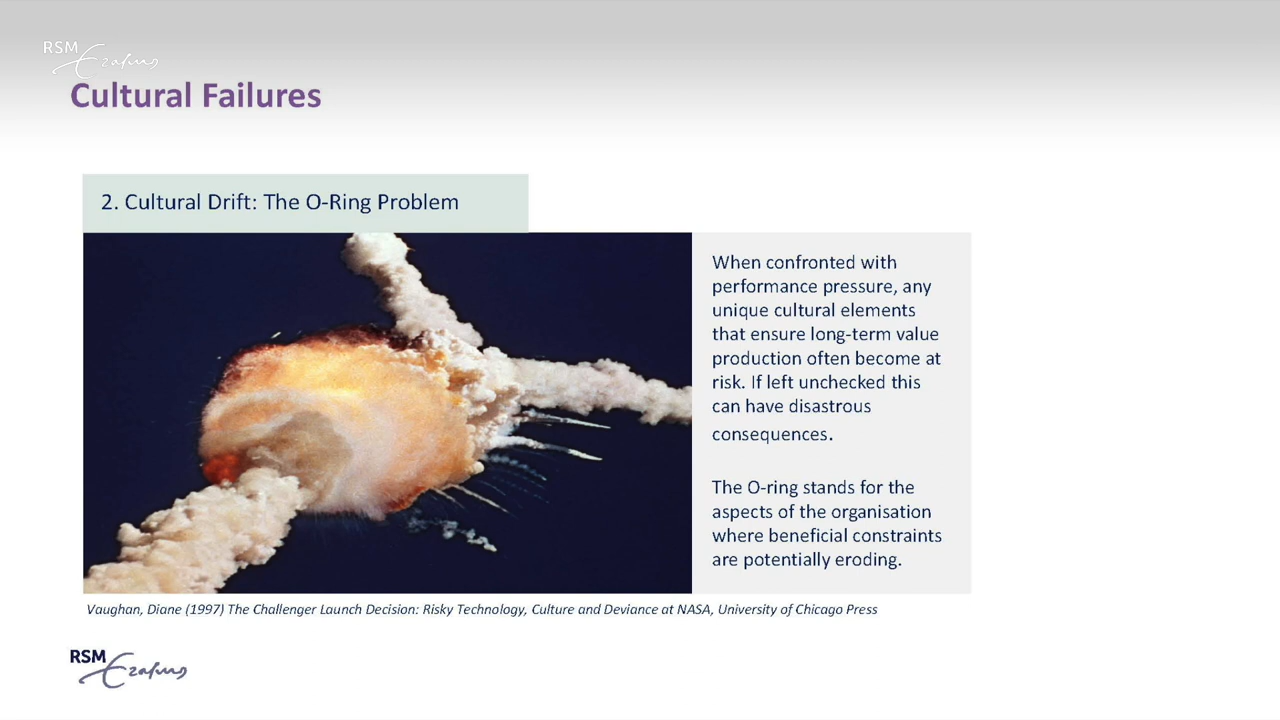 RSM
Erasmus
Cultural Failures
2. Cultural Drift: The O-Ring Problem
When confronted with
performance pressure, any
unique cultural elements
that ensure long-term value
production often become at
risk. If left unchecked this
can have disastrous
consequences.
The O-ring stands for the
aspects of the organisation
where beneficial constraints
are potentially eroding.
Vaughan, Diane (1997) The Challenger Launch Decision: Risky Technology, Culture and Deviance at NASA, University of Chicago Press
RSM
Erasmus